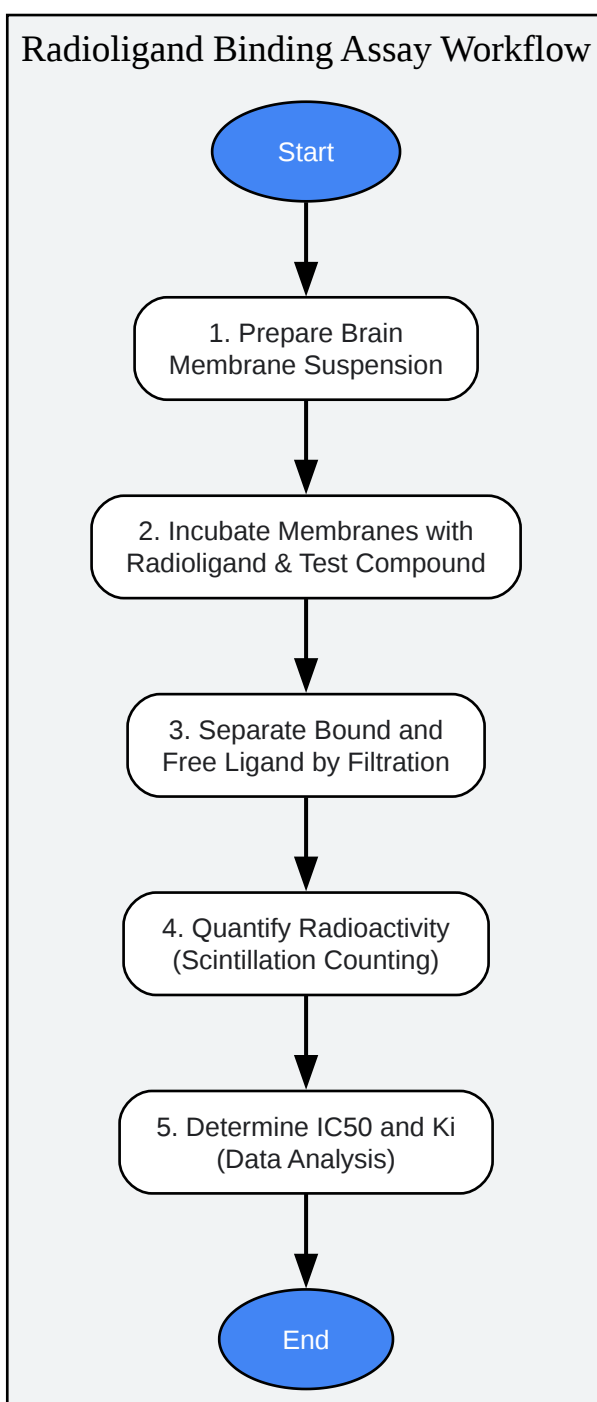 Radioligand Binding Assay Workflow
Start
1. Prepare Brain
Membrane Suspension
2. Incubate Membranes with
Radioligand & Test Compound
3. Separate Bound and
Free Ligand by Filtration
4. Quantify Radioactivity
(Scintillation Counting)
5. Determine IC50 and Ki
(Data Analysis)
End